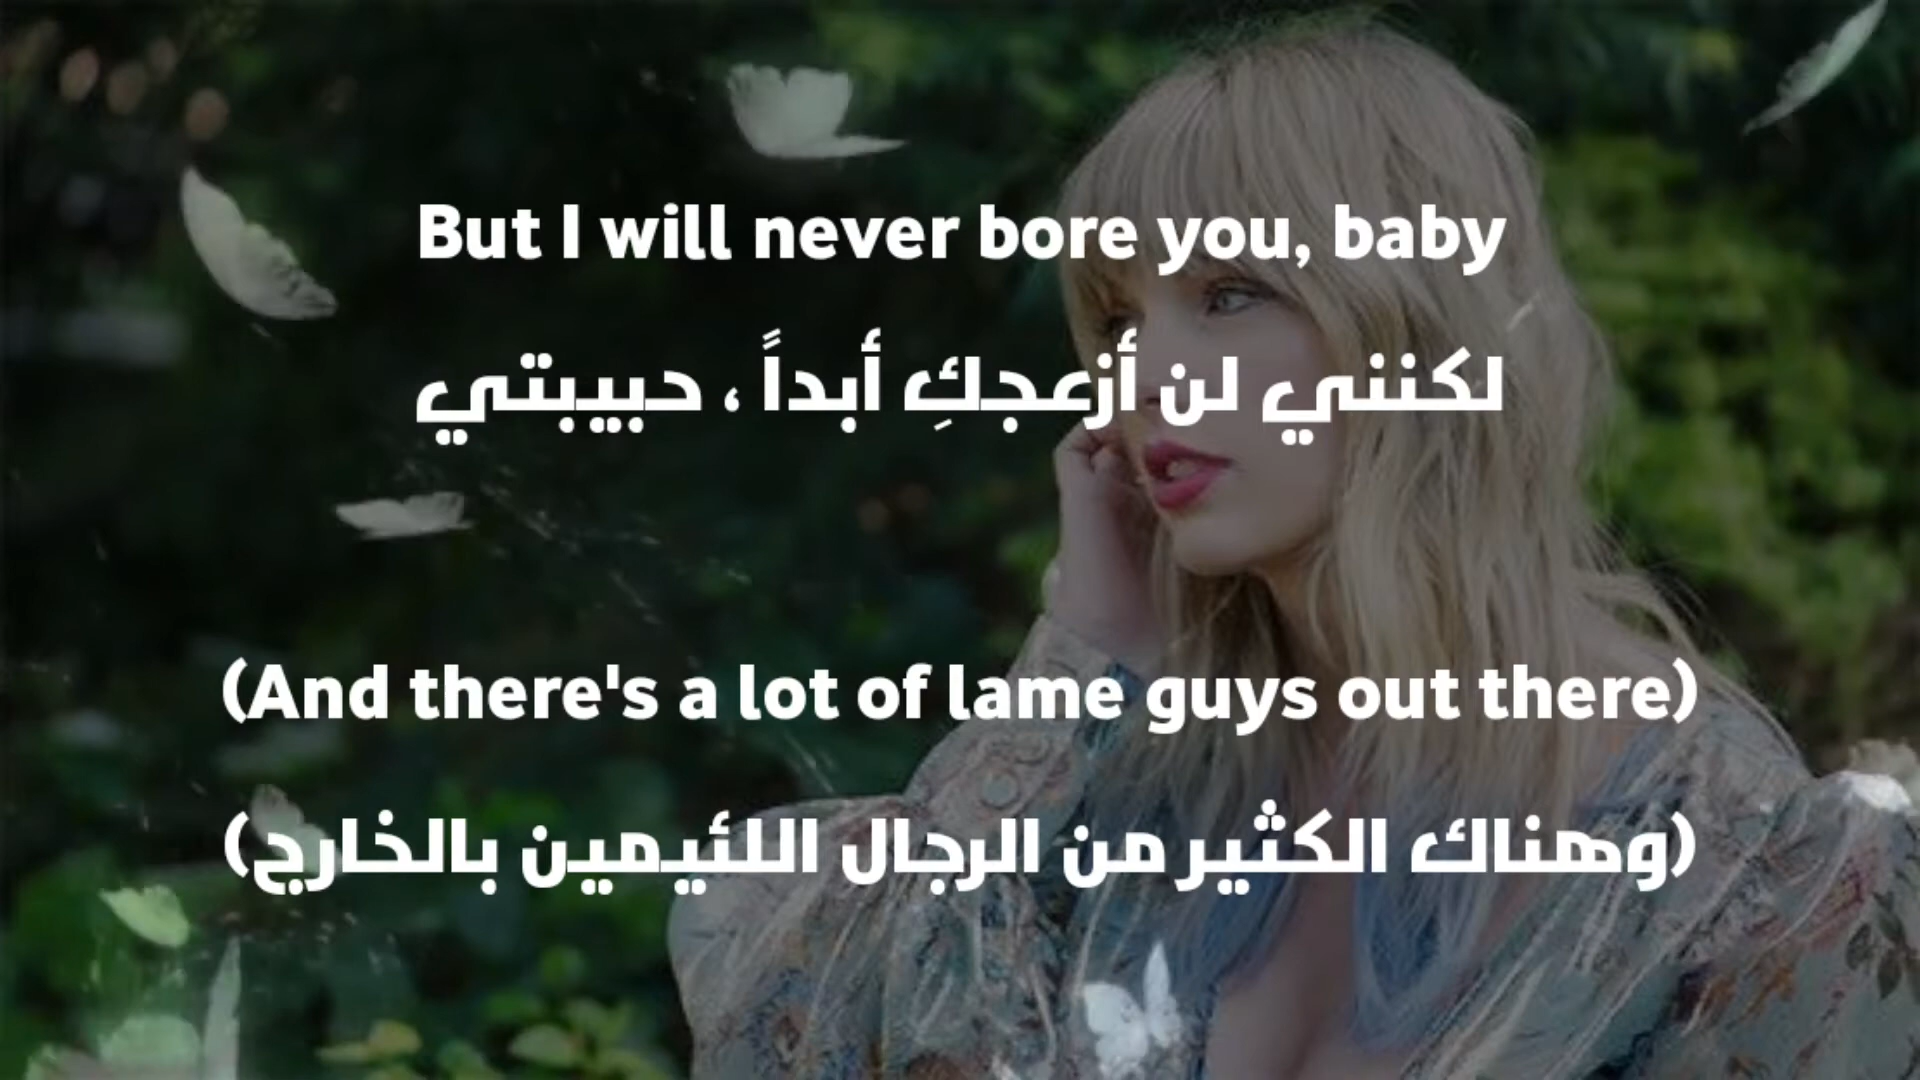 But I will never bore you, baby
لكنني لن أزعجكِ أبداً ، حبيبتي
(And there's a lot of lame guys out there)
(وهناك الكثير من الرجال اللئيمين بالخارج)